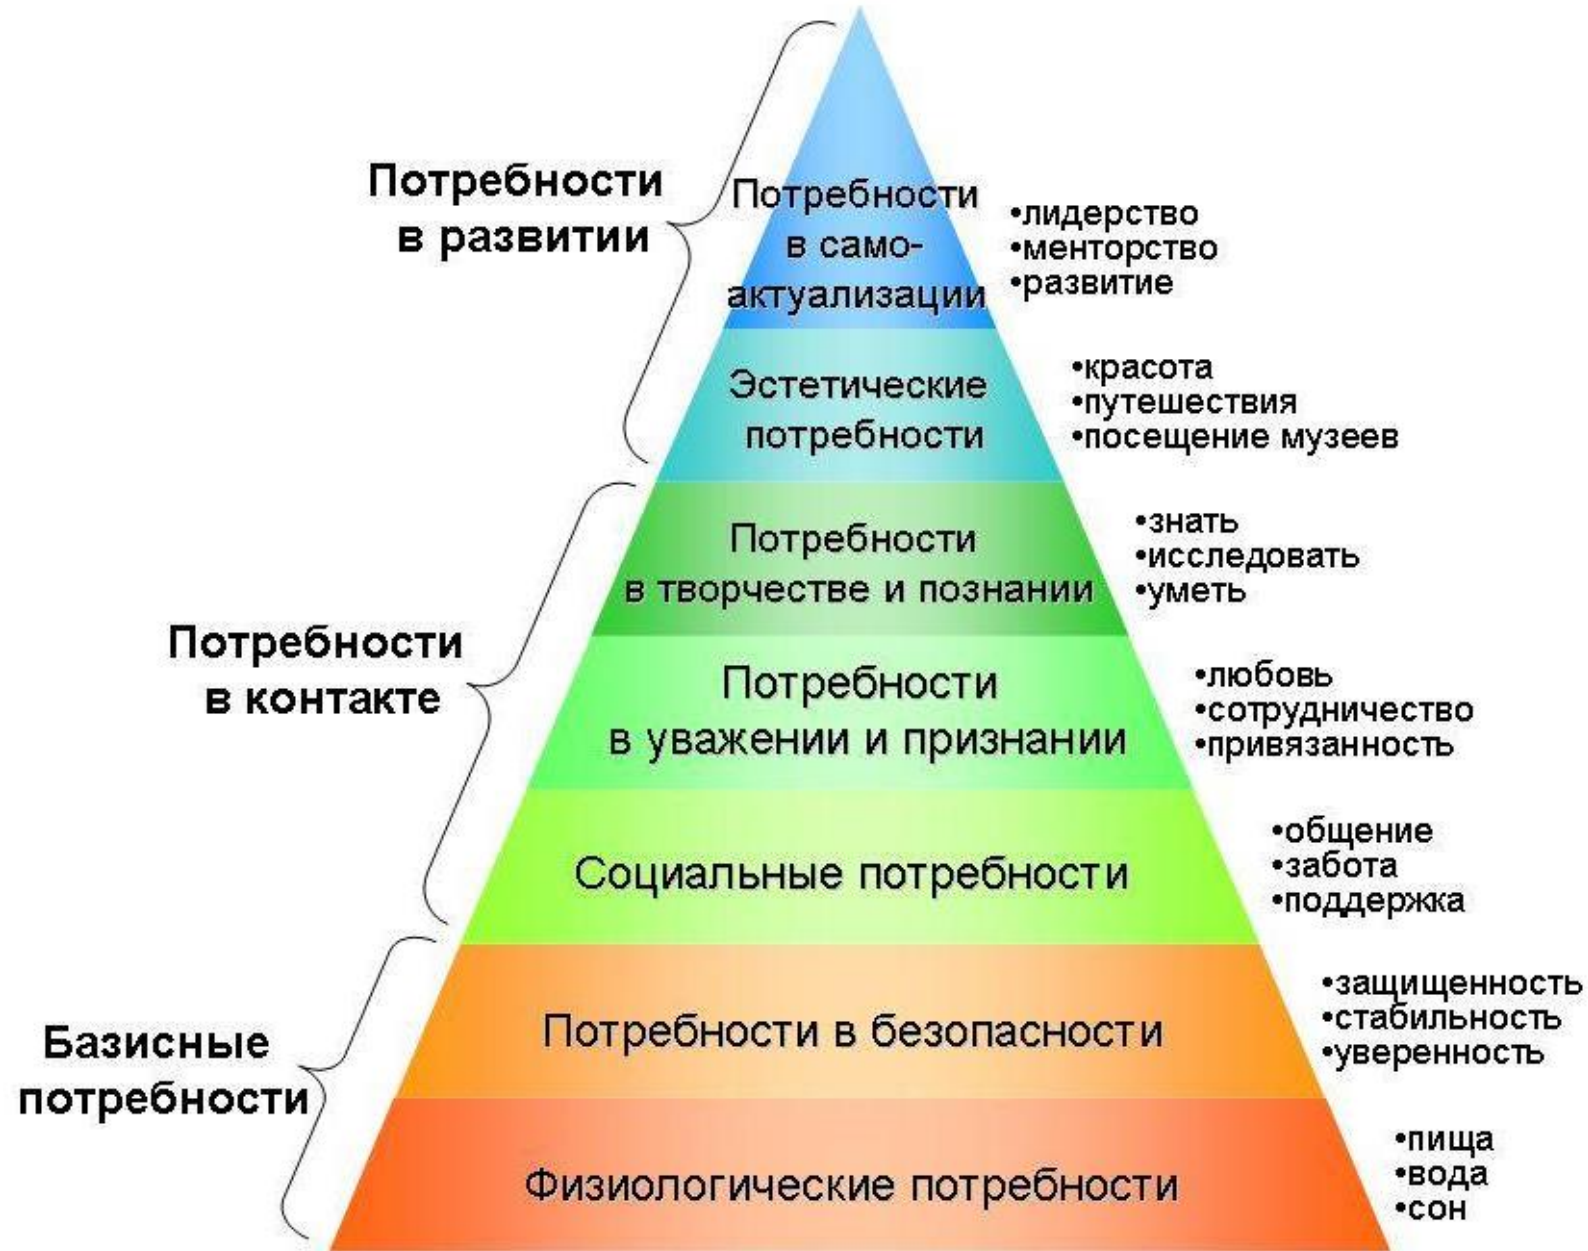 Потребности
в развитии
Потребности
в само-
актуализации
•лидерство
•менторство
•развитие
Эстетические
потребности
•красота
•путешествия
•посещение музеев
Потребности
в контакте
Потребности
в творчестве и познании
•знать
•исследовать
•уметь
Потребности
в уважении и признании
•любовь
•сотрудничество
•привязанность
Социальные потребности
•общение
•забота
•поддержка
Базисные
потребности
Потребности в безопасности
•защищенность
•стабильность
•уверенность
Физиологические потребности
•пища
•вода
•сон